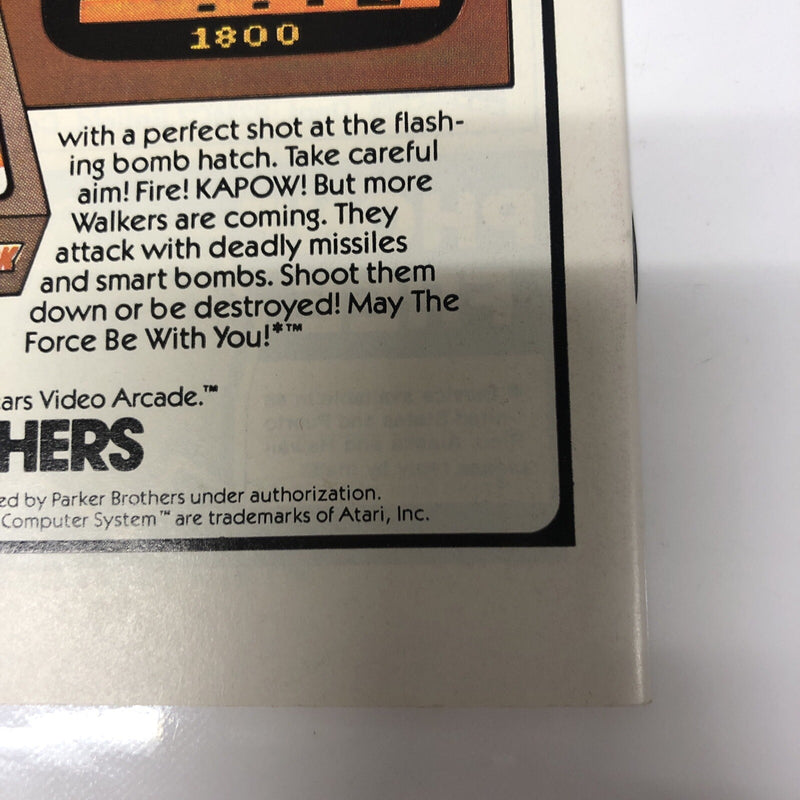 1800
with a perfect shot at the flash-
ing bomb hatch. Take careful
aim! Fire! KAPOW! But more
Walkers are coming. They
attack with deadly missiles
and smart bombs. Shoot them
down or be destroyed! May The
Force Be With You!*™
ars Video Arcade.™
HERS
ed by Parker Brothers under authorization.
Computer System™ are trademarks of Atari, Inc.